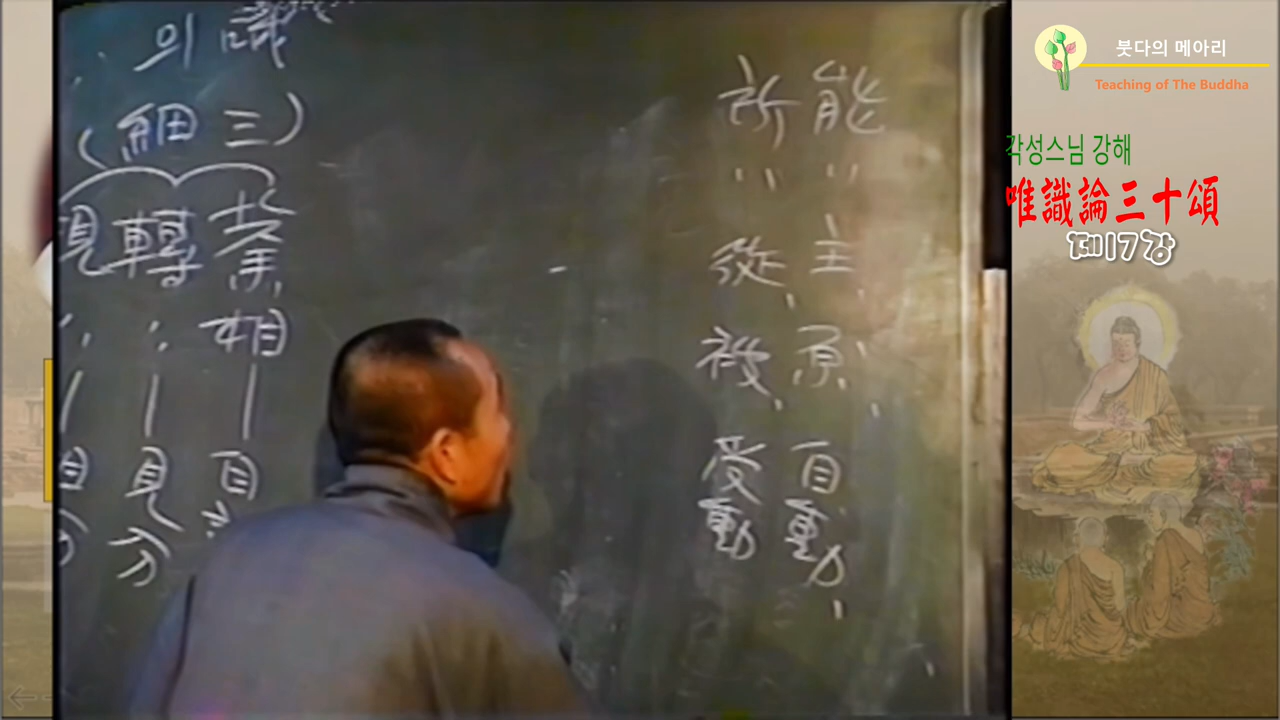 붓다의 메아리
Teaching of The Buddha
각성스님 강해
唯識論三十頌
제17강
能 〃 主, 原, 自動,
所 〃 從, 被, 受動
識의
(三細)
業相 — 自
轉 〃 — 見分
現 〃 —